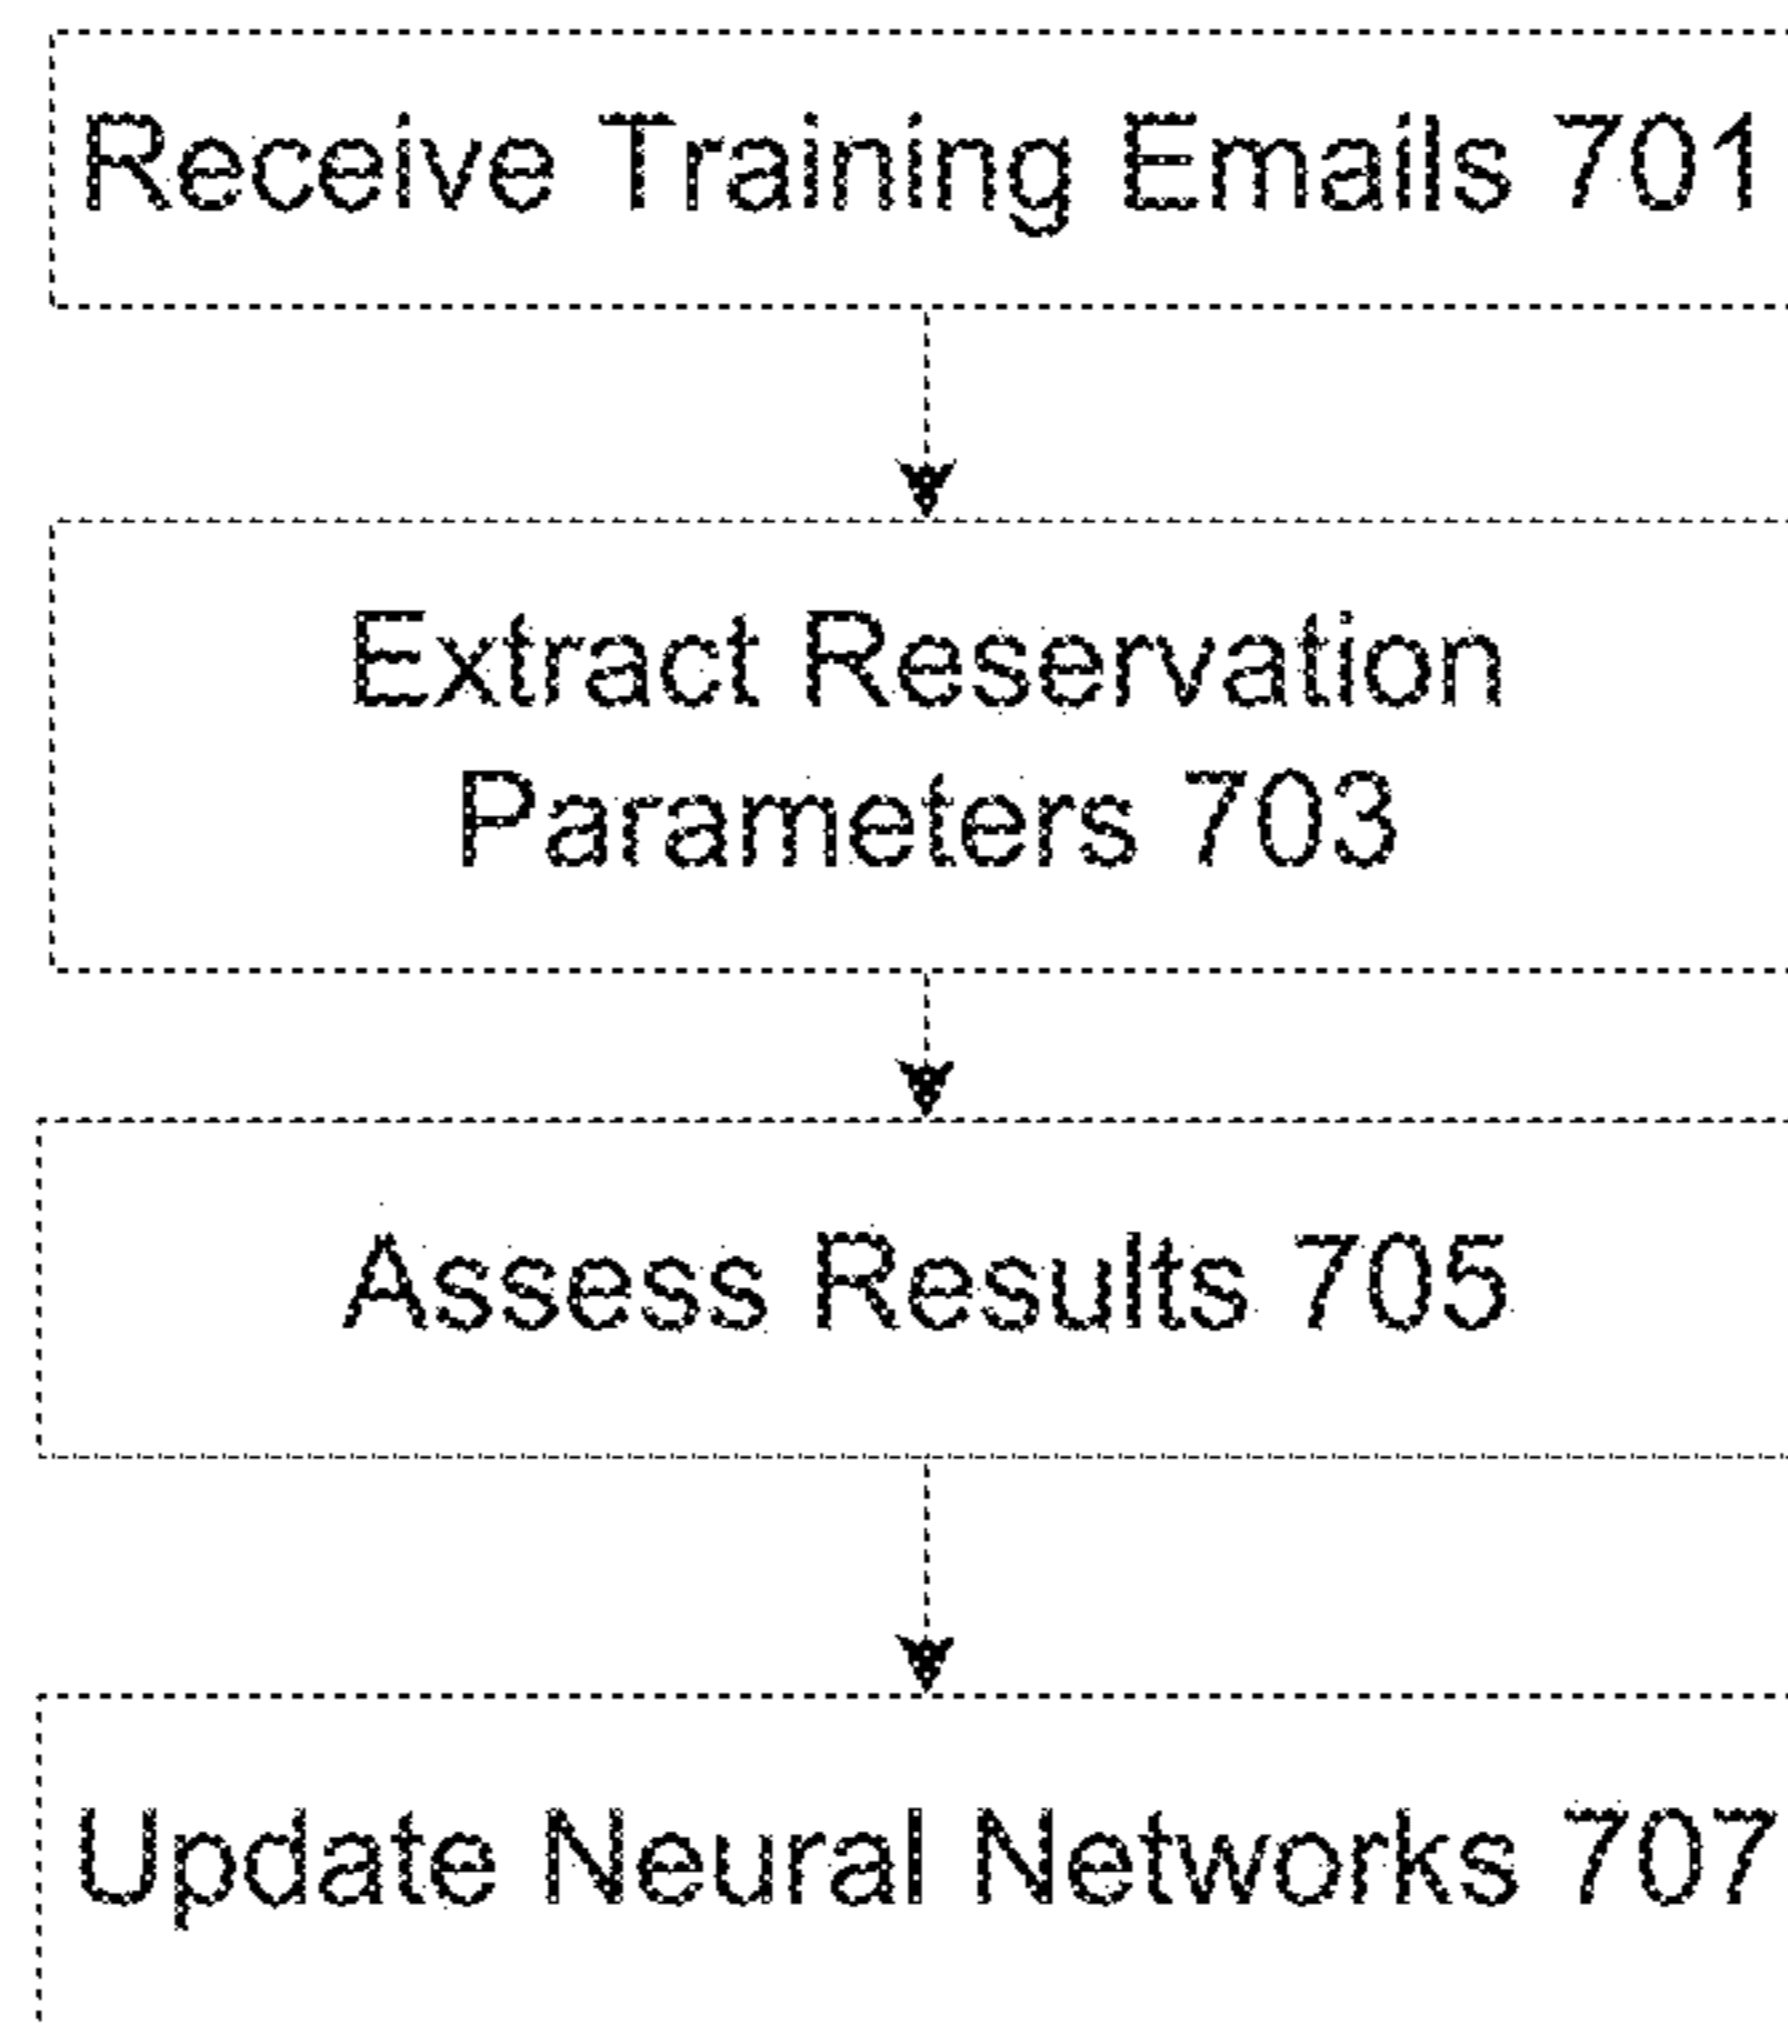 Receive Training Emails 701
Extract Reservation
Parameters 703
Assess Results 705
Update Neural Networks 707